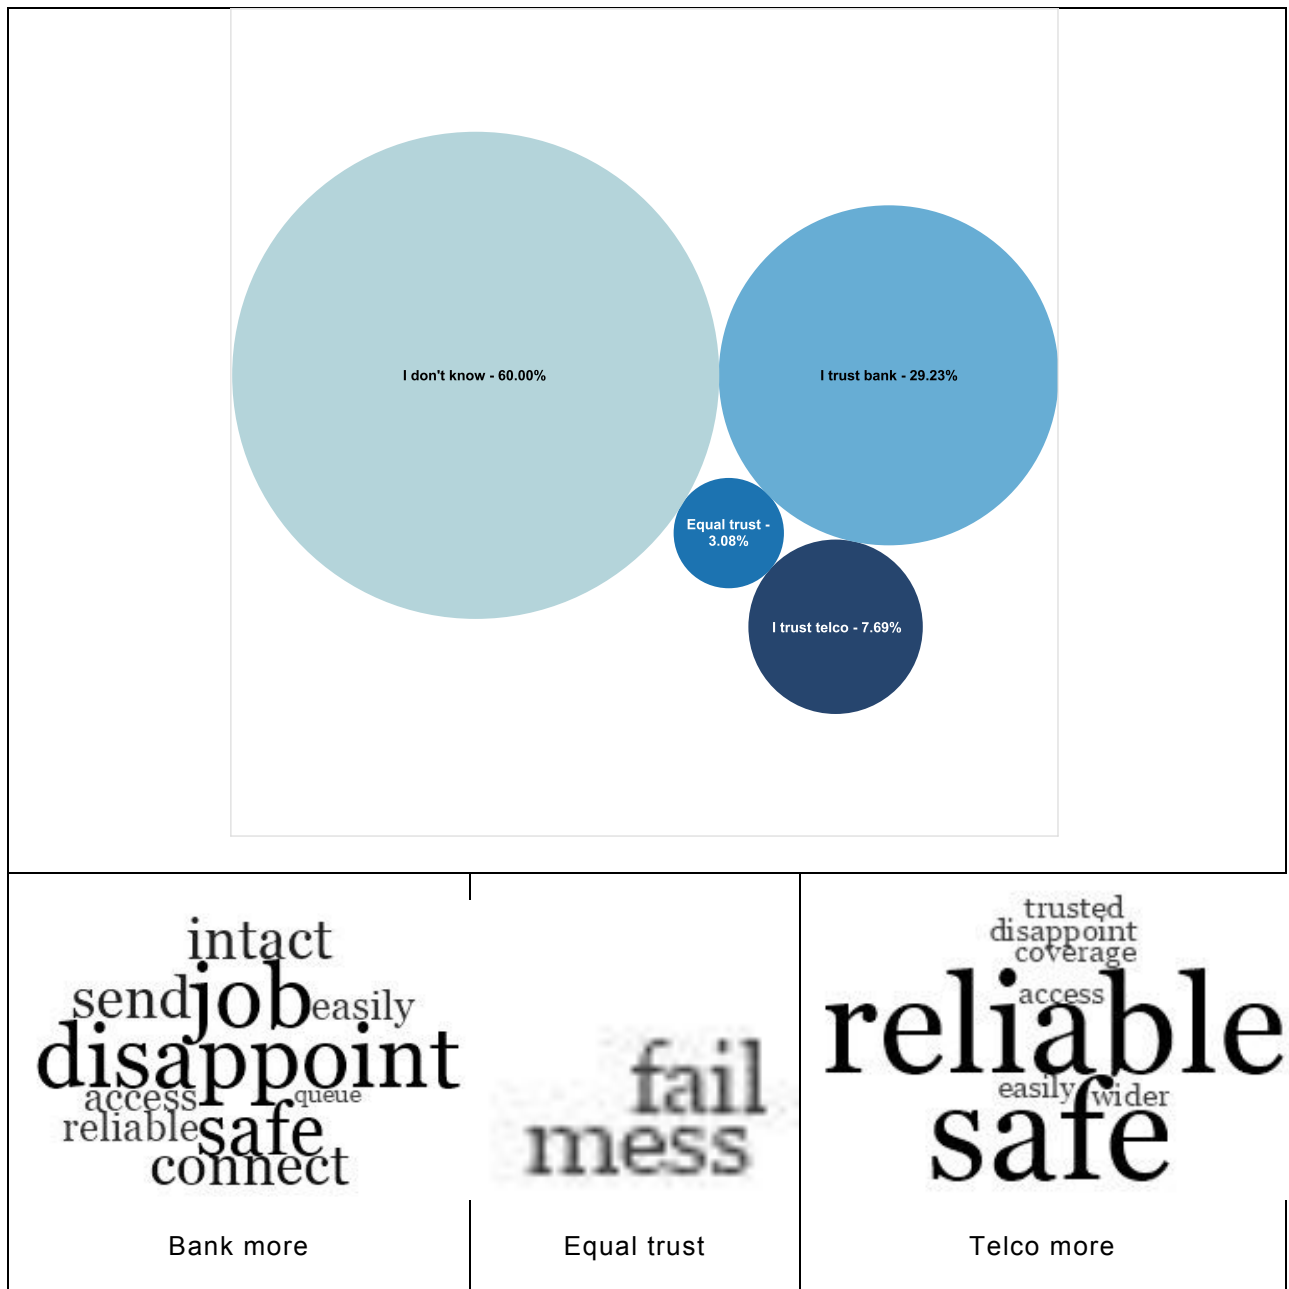 I don't know - 60.00%
I trust bank - 29.23%
Equal trust -
3.08%
I trust telco - 7.69%
intact
send job easily
disappoint
access queue
reliable safe
connect
Bank more
fail
mess
Equal trust
trusted
disappoint
coverage
access
reliable
easily wider
safe
Telco more